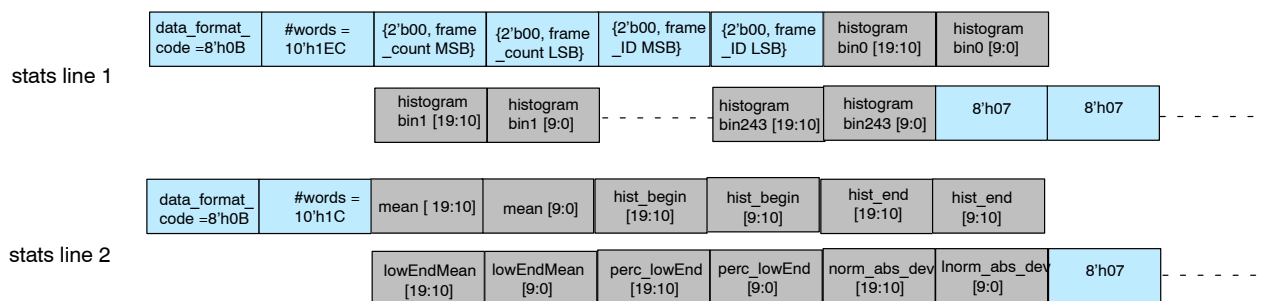 stats line 1
data_format_
code =8'h0B
#words =
10'h1EC
{2'b00, frame
_count MSB}
{2'b00, frame
_count LSB}
{2'b00, frame
_ID MSB}
{2'b00, frame
_ID LSB}
histogram
bin0 [19:10]
histogram
bin0 [9:0]
histogram
bin1 [19:10]
histogram
bin1 [9:0]
histogram
bin243 [19:10]
histogram
bin243 [9:0]
8'h07
8'h07
stats line 2
data_format_
code =8'h0B
#words =
10'h1C
mean [ 19:10]
mean [9:0]
hist_begin
[19:10]
hist_begin
[9:10]
hist_end
[19:10]
hist_end
[9:10]
lowEndMean
[19:10]
lowEndMean
[9:0]
perc_lowEnd
[19:10]
perc_lowEnd
[9:0]
norm_abs_dev
[19:10]
lnorm_abs_dev
[9:0]
8'h07